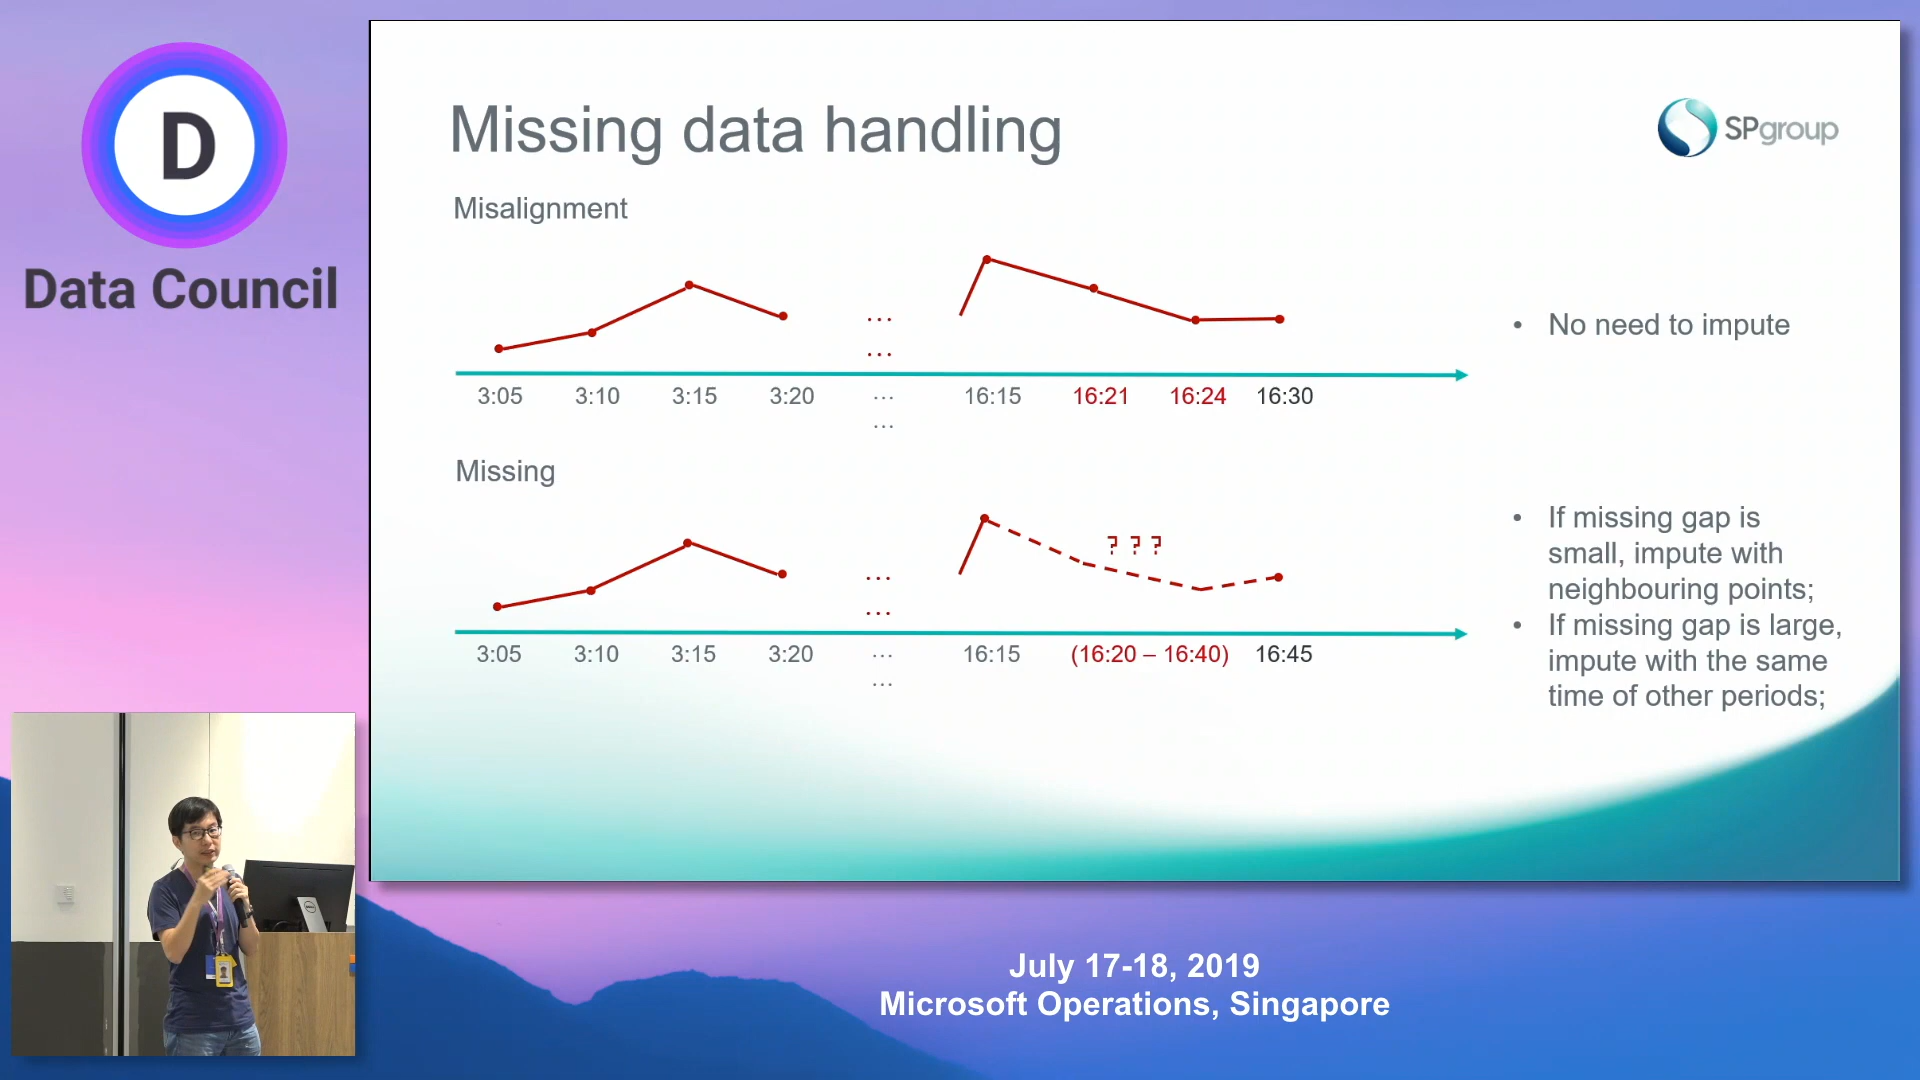 D
Data Council
Missing data handling
SPgroup
Misalignment
... ...
No need to impute
3:05 3:10 3:15 3:20 ... 16:15 16:21 16:24 16:30
...
Missing
? ? ?
... ...
If missing gap is
small, impute with
neighbouring points;
If missing gap is large,
impute with the same
time of other periods;
3:05 3:10 3:15 3:20 ... 16:15 (16:20 – 16:40) 16:45
...
July 17-18, 2019
Microsoft Operations, Singapore